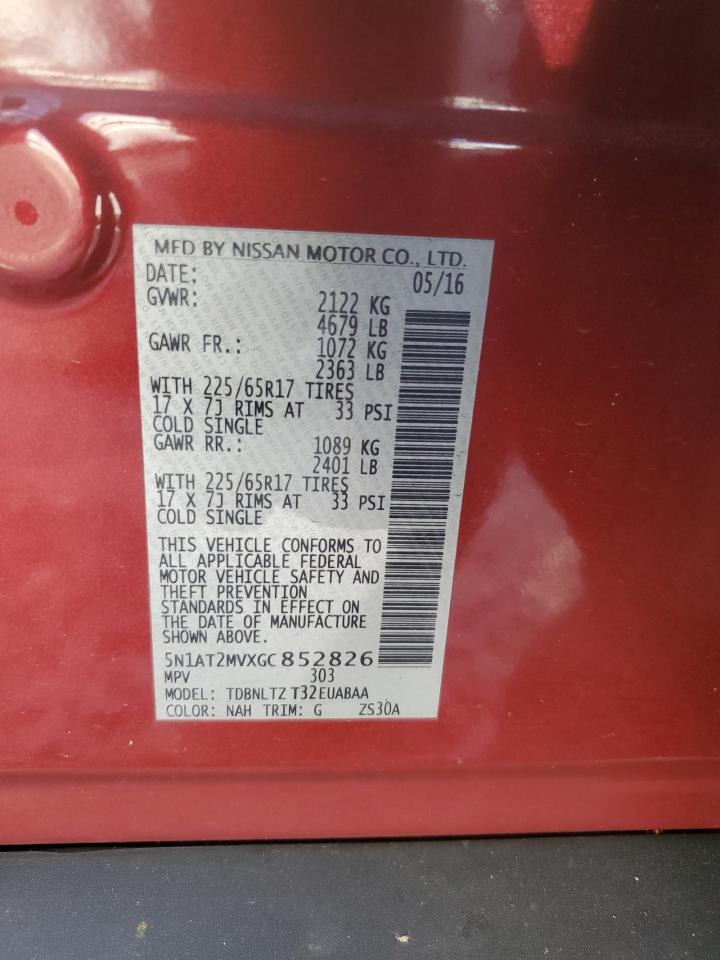 MFD BY NISSAN MOTOR CO., LTD.
DATE: 05/16
GVWR: 2122 KG
4679 LB
GAWR FR.: 1072 KG
2363 LB
WITH 225/65R17 TIRES
17 X 7J RIMS AT 33 PSI
COLD SINGLE
GAWR RR.: 1089 KG
2401 LB
WITH 225/65R17 TIRES
17 X 7J RIMS AT 33 PSI
COLD SINGLE
THIS VEHICLE CONFORMS TO
ALL APPLICABLE FEDERAL
MOTOR VEHICLE SAFETY AND
THEFT PREVENTION
STANDARDS IN EFFECT ON
THE DATE OF MANUFACTURE
SHOWN ABOVE.
5N1AT2MVXGC852826
MPV 303
MODEL: TDBNLTZ T32EUABAA
COLOR: NAH TRIM: G ZS30A